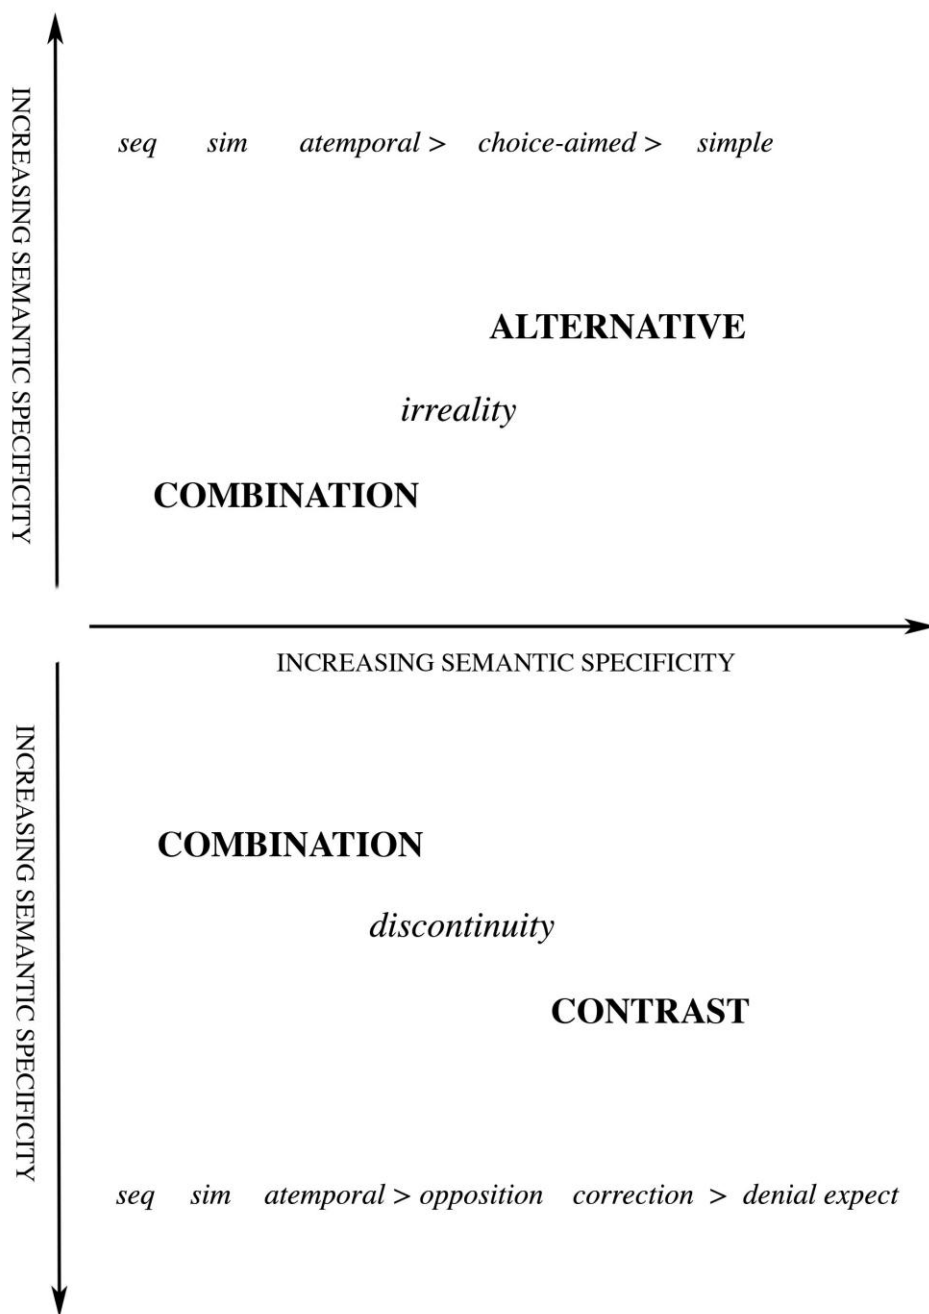 INCREASING SEMANTIC SPECIFICITY
seq sim atemporal > choice-aimed > simple
ALTERNATIVE
irreality
COMBINATION
INCREASING SEMANTIC SPECIFICITY
INCREASING SEMANTIC SPECIFICITY
COMBINATION
discontinuity
CONTRAST
seq sim atemporal > opposition correction > denial expect